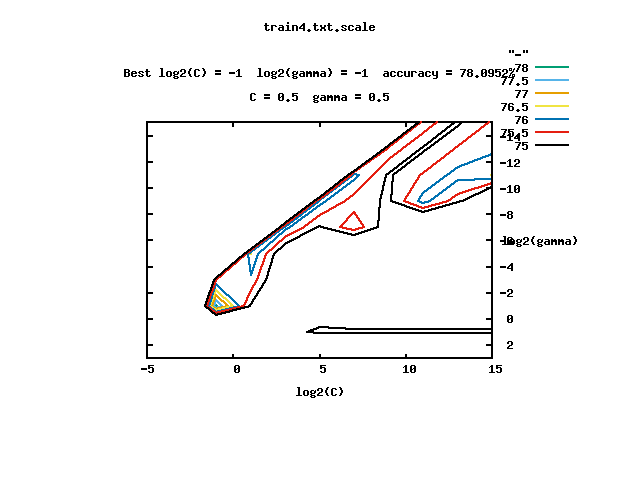 train4.txt.scale
"-"
Best log2(C) = -1 log2(gamma) = -1 accuracy = 78.0952%
78
77.5
C = 0.5 gamma = 0.5
77
76.5
76
75.5
75
-14
-12
-10
-8
-6
log2(gamma)
-4
-2
0
2
-5 0 5 10 15
log2(C)